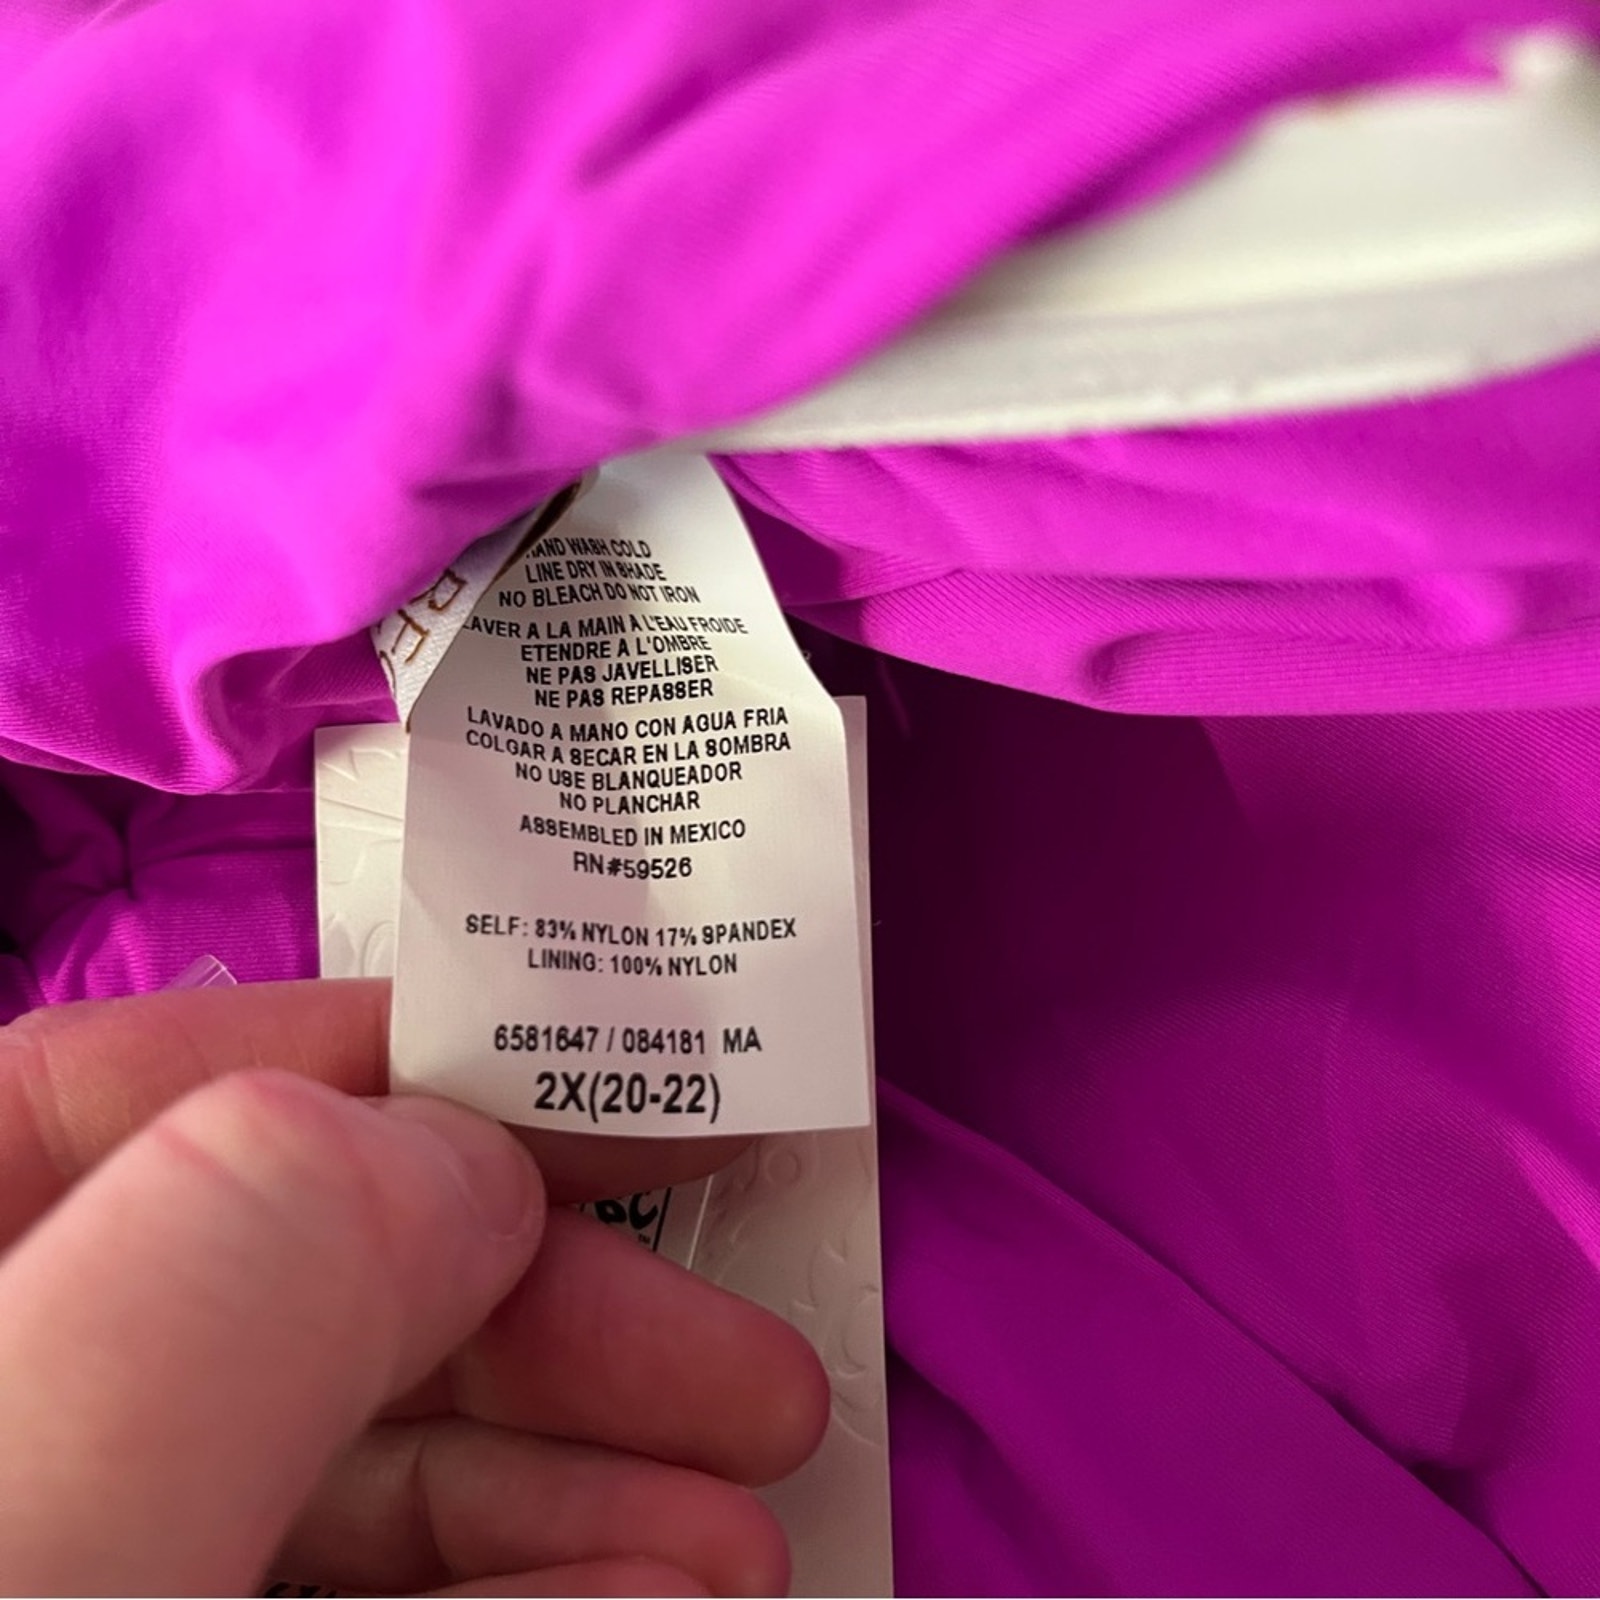 HAND WASH COLD
LINE DRY IN SHADE
NO BLEACH DO NOT IRON
LAVER A LA MAIN A L'EAU FROIDE
ETENDRE A L'OMBRE
NE PAS JAVELLISER
NE PAS REPASSER
LAVADO A MANO CON AGUA FRIA
COLGAR A SECAR EN LA SOMBRA
NO USE BLANQUEADOR
NO PLANCHAR
ASSEMBLED IN MEXICO
RN#59526
SELF: 83% NYLON 17% SPANDEX
LINING: 100% NYLON
6581647 / 084181 MA
2X(20-22)